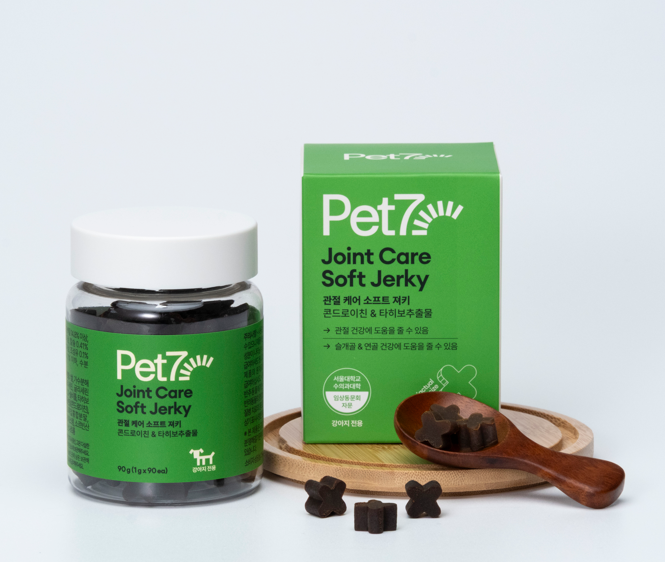 Pet7
Pet7
Joint Care
Soft Jerky
관절 케어 소프트 져키
콘드로이친 & 타히보추출물
→ 관절 건강에 도움을 줄 수 있음
→ 슬개골 & 연골 건강에 도움을 줄 수 있음
서울대학교
수의과대학
임상동문회
자문
강아지 전용
Pet7
Joint Care
Soft Jerky
관절 케어 소프트 져키
콘드로이친 & 타히보추출물
90g (1g x 90ea)
강아지 전용